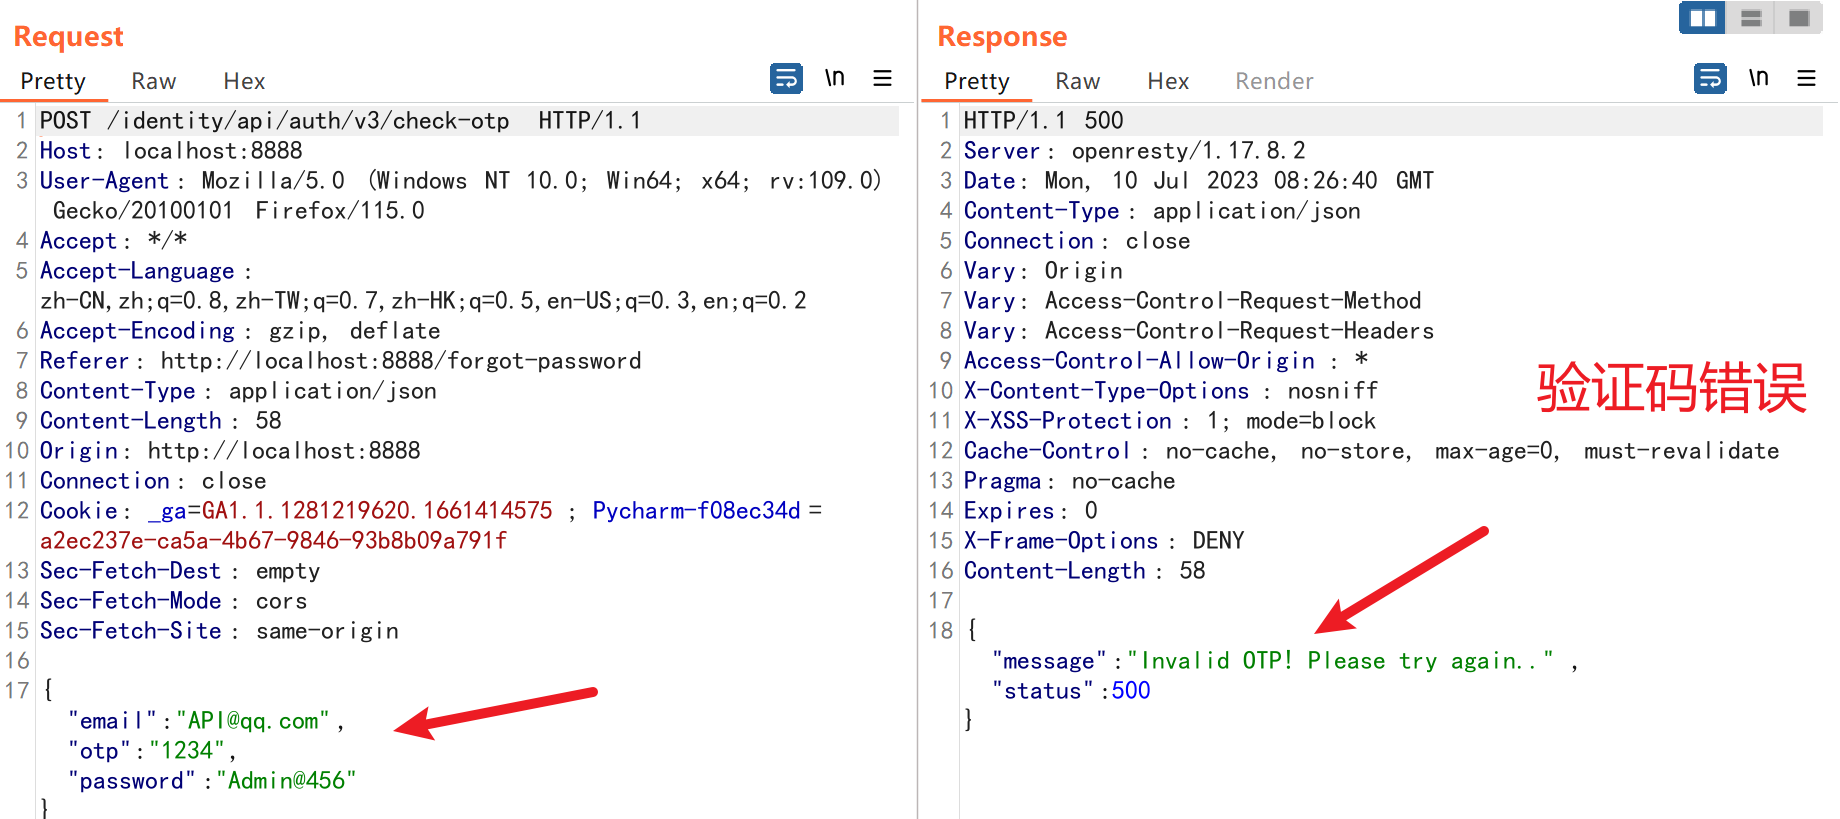 Request
Pretty Raw Hex \n
1 POST /identity/api/auth/v3/check-otp HTTP/1.1
2 Host: localhost:8888
3 User-Agent: Mozilla/5.0 (Windows NT 10.0; Win64; x64; rv:109.0)
Gecko/20100101 Firefox/115.0
4 Accept: */*
5 Accept-Language:
zh-CN,zh;q=0.8,zh-TW;q=0.7,zh-HK;q=0.5,en-US;q=0.3,en;q=0.2
6 Accept-Encoding: gzip, deflate
7 Referer: http://localhost:8888/forgot-password
8 Content-Type: application/json
9 Content-Length: 58
10 Origin: http://localhost:8888
11 Connection: close
12 Cookie: _ga=GA1.1.1281219620.1661414575 ; Pycharm-f08ec34d=
a2ec237e-ca5a-4b67-9846-93b8b09a791f
13 Sec-Fetch-Dest: empty
14 Sec-Fetch-Mode: cors
15 Sec-Fetch-Site: same-origin
16
17 {
"email":"API@qq.com",
"otp":"1234",
"password":"Admin@456"
}
Response
Pretty Raw Hex Render \n
1 HTTP/1.1 500
2 Server: openresty/1.17.8.2
3 Date: Mon, 10 Jul 2023 08:26:40 GMT
4 Content-Type: application/json
5 Connection: close
6 Vary: Origin
7 Vary: Access-Control-Request-Method
8 Vary: Access-Control-Request-Headers
9 Access-Control-Allow-Origin: *
10 X-Content-Type-Options: nosniff
11 X-XSS-Protection: 1; mode=block
12 Cache-Control: no-cache, no-store, max-age=0, must-revalidate
13 Pragma: no-cache
14 Expires: 0
15 X-Frame-Options: DENY
16 Content-Length: 58
17
18 {
"message":"Invalid OTP! Please try again..",
"status":500
}
验证码错误